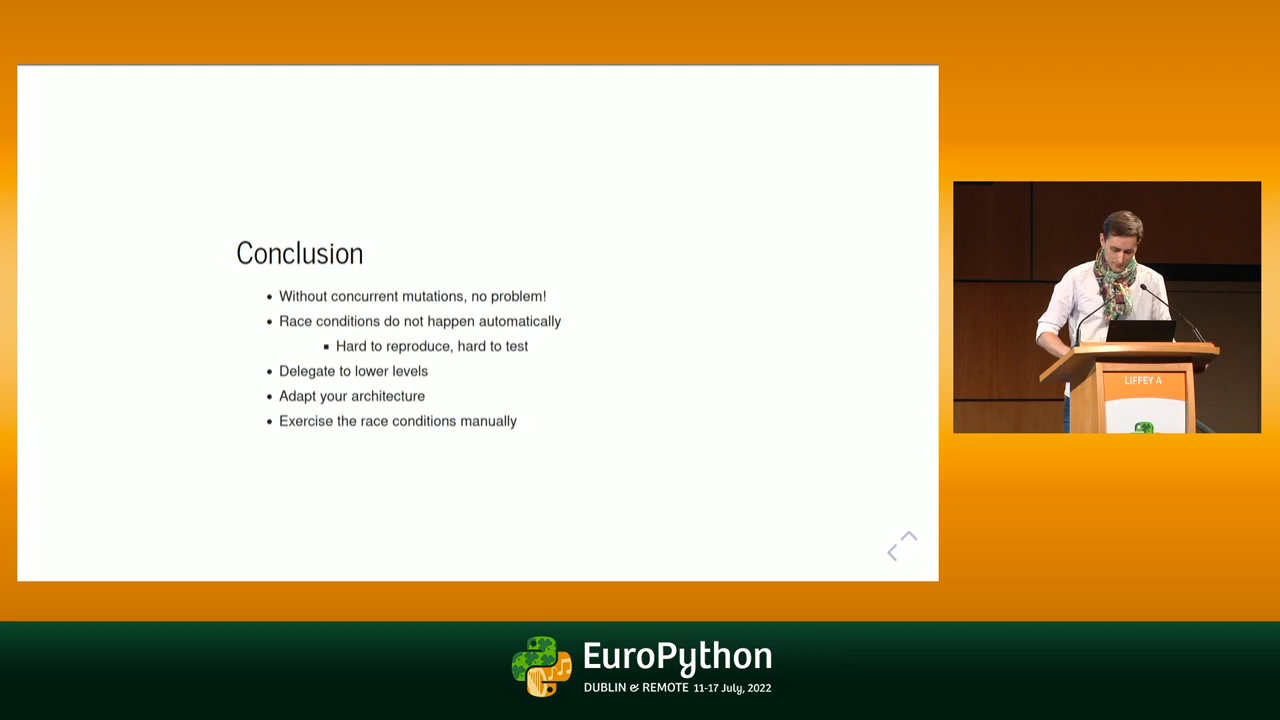 Conclusion
Without concurrent mutations, no problem!
Race conditions do not happen automatically
Hard to reproduce, hard to test
Delegate to lower levels
Adapt your architecture
Exercise the race conditions manually
LIFFEY A
EuroPython
DUBLIN & REMOTE 11-17 July, 2022